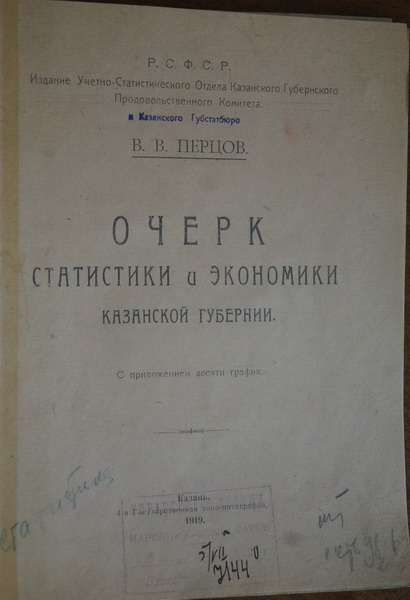 Р. С. Ф. С. Р.
Издание Учетно-Статистического Отдела Казанского Губернского
Продовольственного Комитета.
и Казанского Губстатбюро
В. В. ПЕРЦОВ.
ОЧЕРК
СТАТИСТИКИ и ЭКОНОМИКИ
КАЗАНСКОЙ ГУБЕРНИИ.
С приложением десяти график.
Казань.
4-я Государственная типо-литография.
1919.